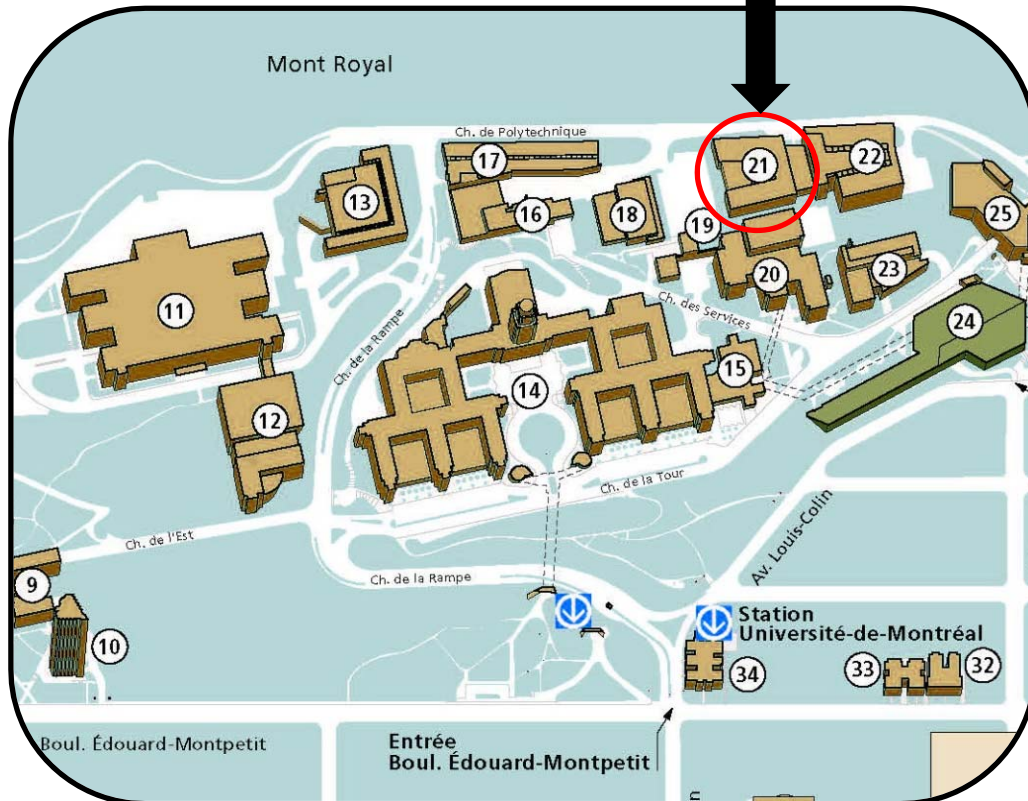 Mont Royal
Ch. de Polytechnique
17
22
21
13
16
18
19
25
20
23
Ch. des Services
11
Ch. de la Rampe
24
15
14
12
Ch. de la Tour
Av. Louis-Colin
Ch. de l'Est
Ch. de la Rampe
9
10
Station
Université-de-Montréal
34
33
32
Boul. Édouard-Montpetit
Entrée
Boul. Édouard-Montpetit
n